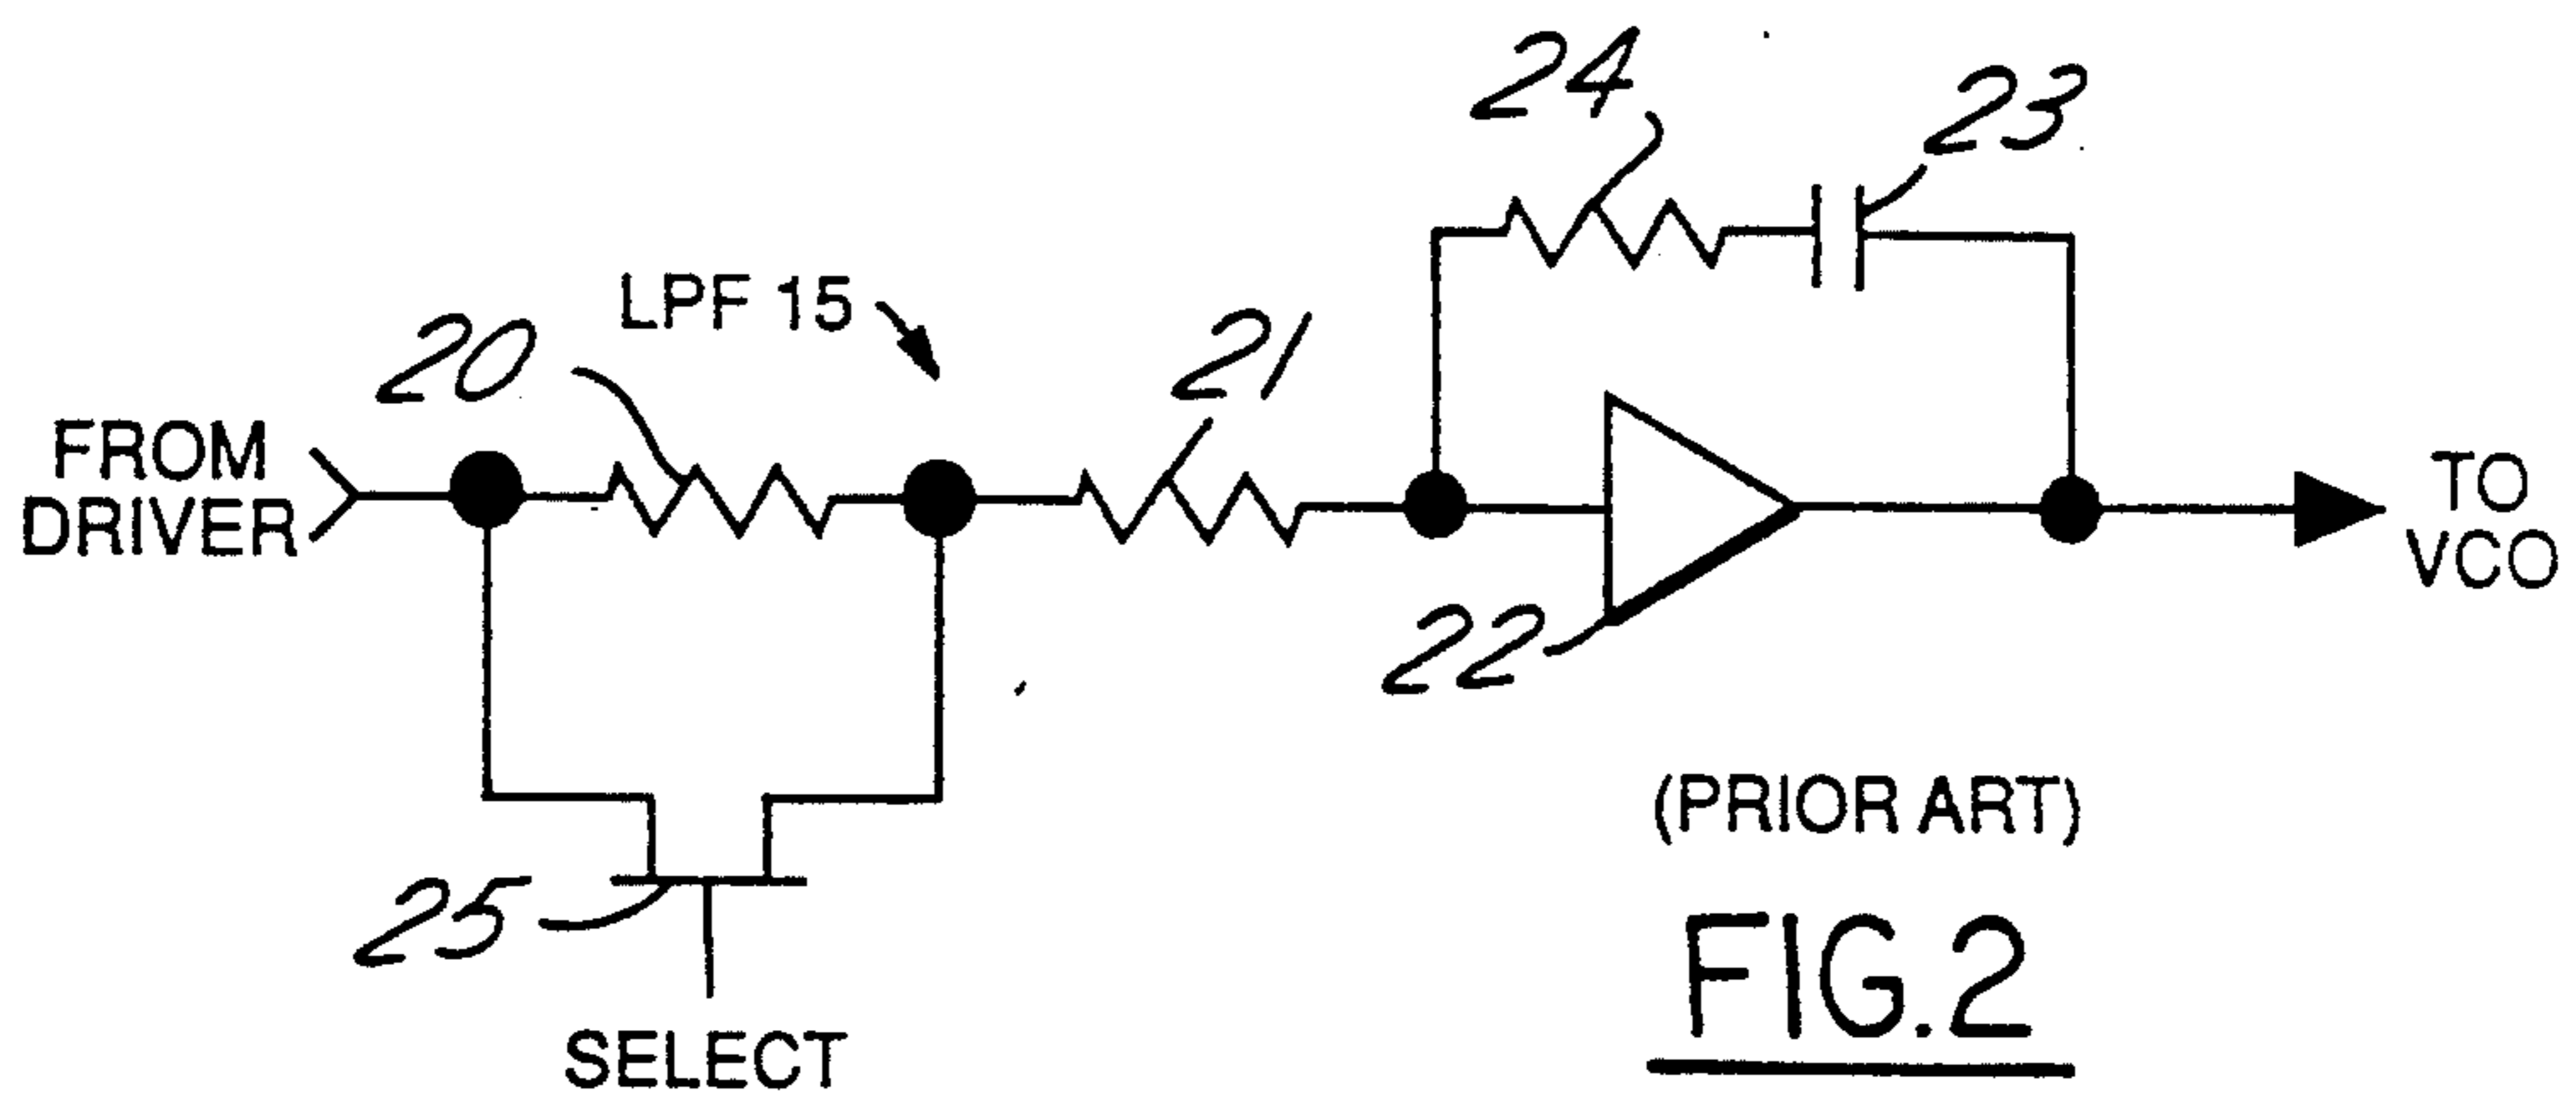 24
23
LPF 15
20
21
FROM
DRIVER
TO
VCO
22
(PRIOR ART)
25
FIG.2
SELECT